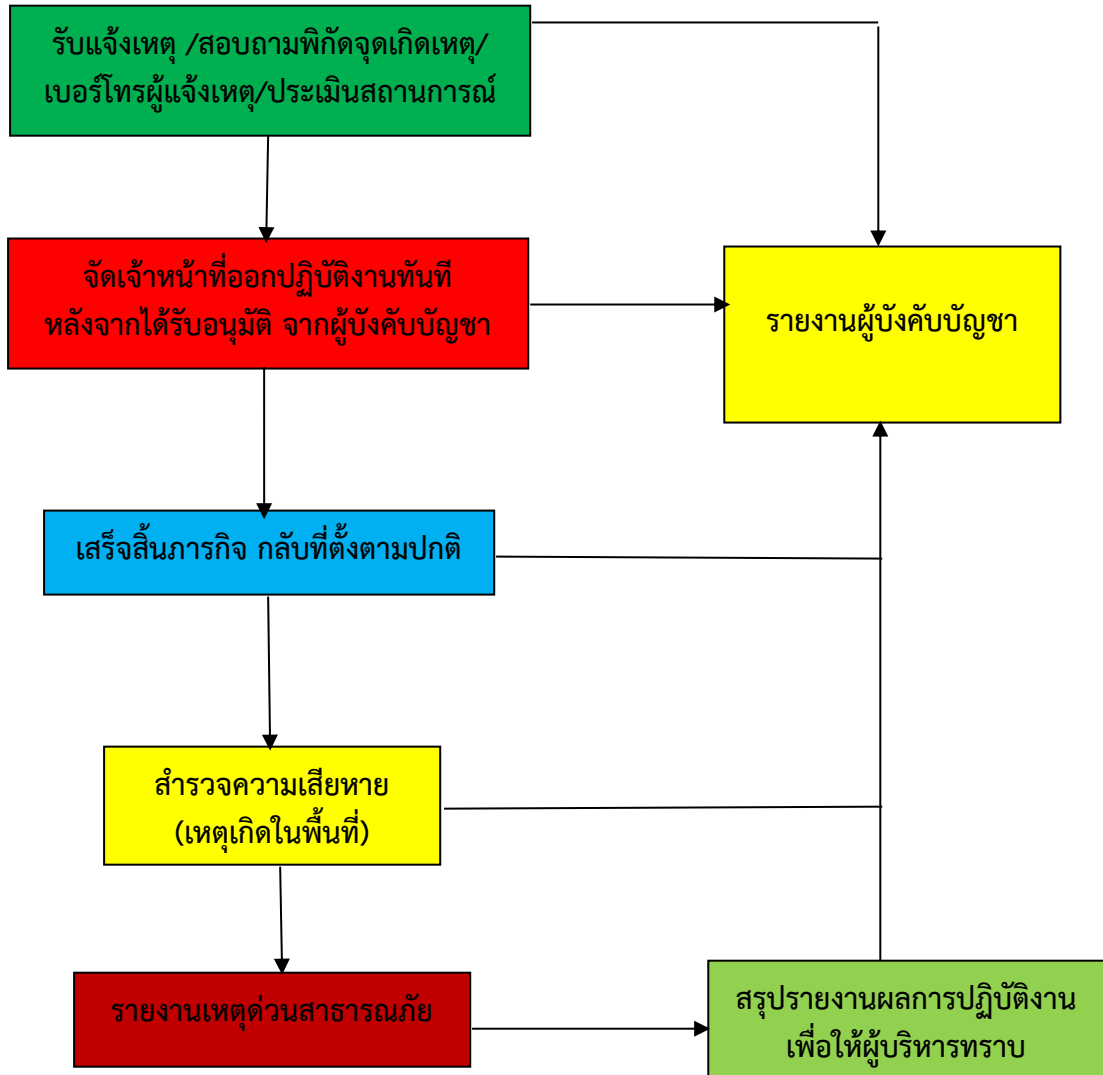 รับแจ้งเหตุ /สอบถามพิกัดจุดเกิดเหตุ/
เบอร์โทรผู้แจ้งเหตุ/ประเมินสถานการณ์
จัดเจ้าหน้าที่ออกปฏิบัติงานทันที
หลังจากได้รับอนุมัติ จากผู้บังคับบัญชา
รายงานผู้บังคับบัญชา
เสร็จสิ้นภารกิจ กลับที่ตั้งตามปกติ
สำรวจความเสียหาย
(เหตุเกิดในพื้นที่)
รายงานเหตุด่วนสาธารณภัย
สรุปรายงานผลการปฏิบัติงาน
เพื่อให้ผู้บริหารทราบ